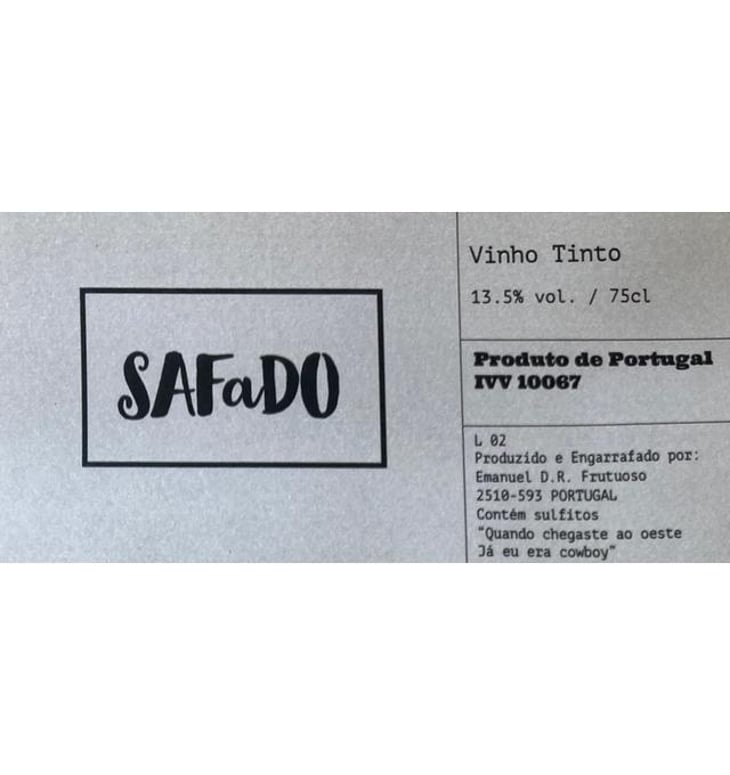 SAFaDO
Vinho Tinto
13.5% vol. / 75cl
Produto de Portugal
IVV 10067
L 02
Produzido e Engarrafado por:
Emanuel D.R. Frutuoso
2510-593 PORTUGAL
Contém sulfitos
“Quando chegaste ao oeste
Já eu era cowboy”